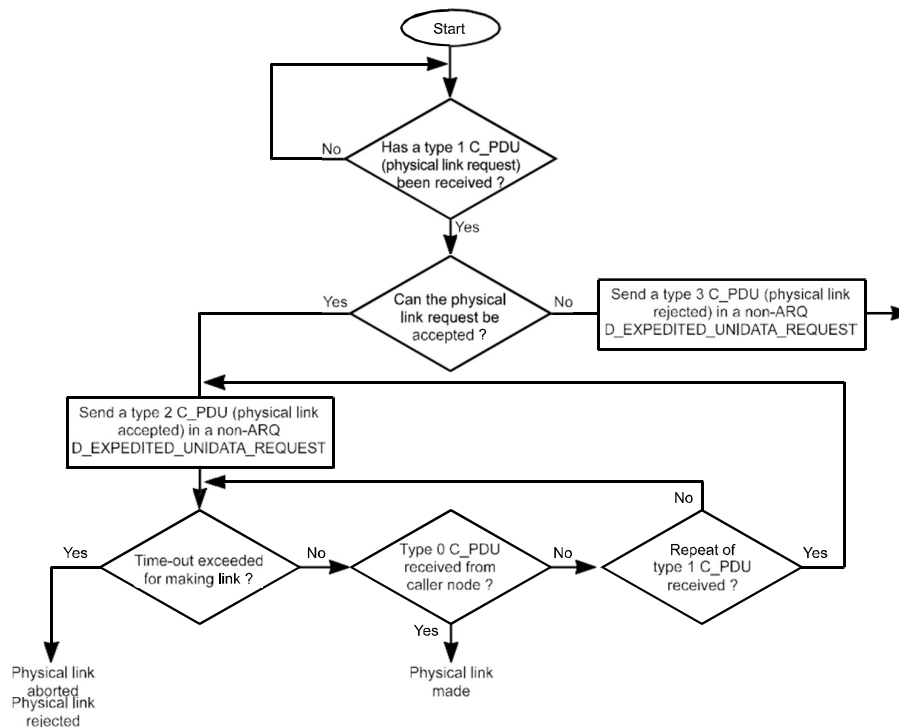 Start
No
Has a type 1 C_PDU
(physical link request)
been received ?
Yes
Yes
Can the physical
link request be
accepted ?
No
Send a type 3 C_PDU (physical link
rejected) in a non-ARQ
D_EXPEDITED_UNIDATA_REQUEST
Send a type 2 C_PDU (physical link
accepted) in a non-ARQ
D_EXPEDITED_UNIDATA_REQUEST
No
Yes
Time-out exceeded
for making link ?
No
Type 0 C_PDU
received from
caller node ?
No
Repeat of
type 1 C_PDU
received ?
Yes
Yes
Physical link
aborted
Physical link
rejected
Physical link
made